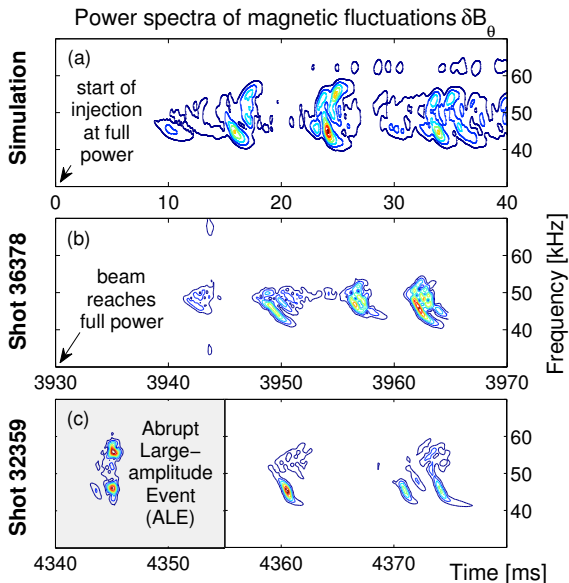 Power spectra of magnetic fluctuations δB_θ
Simulation
(a)
start of
injection
at full
power
60
50
40
0 10 20 30 40
Shot 36378
(b)
beam
reaches
full power
60
50
40
3930 3940 3950 3960 3970
Frequency [kHz]
Shot 32359
(c)
Abrupt
Large−
amplitude
Event
(ALE)
60
50
40
30
4340 4350 4360 4370 Time [ms]